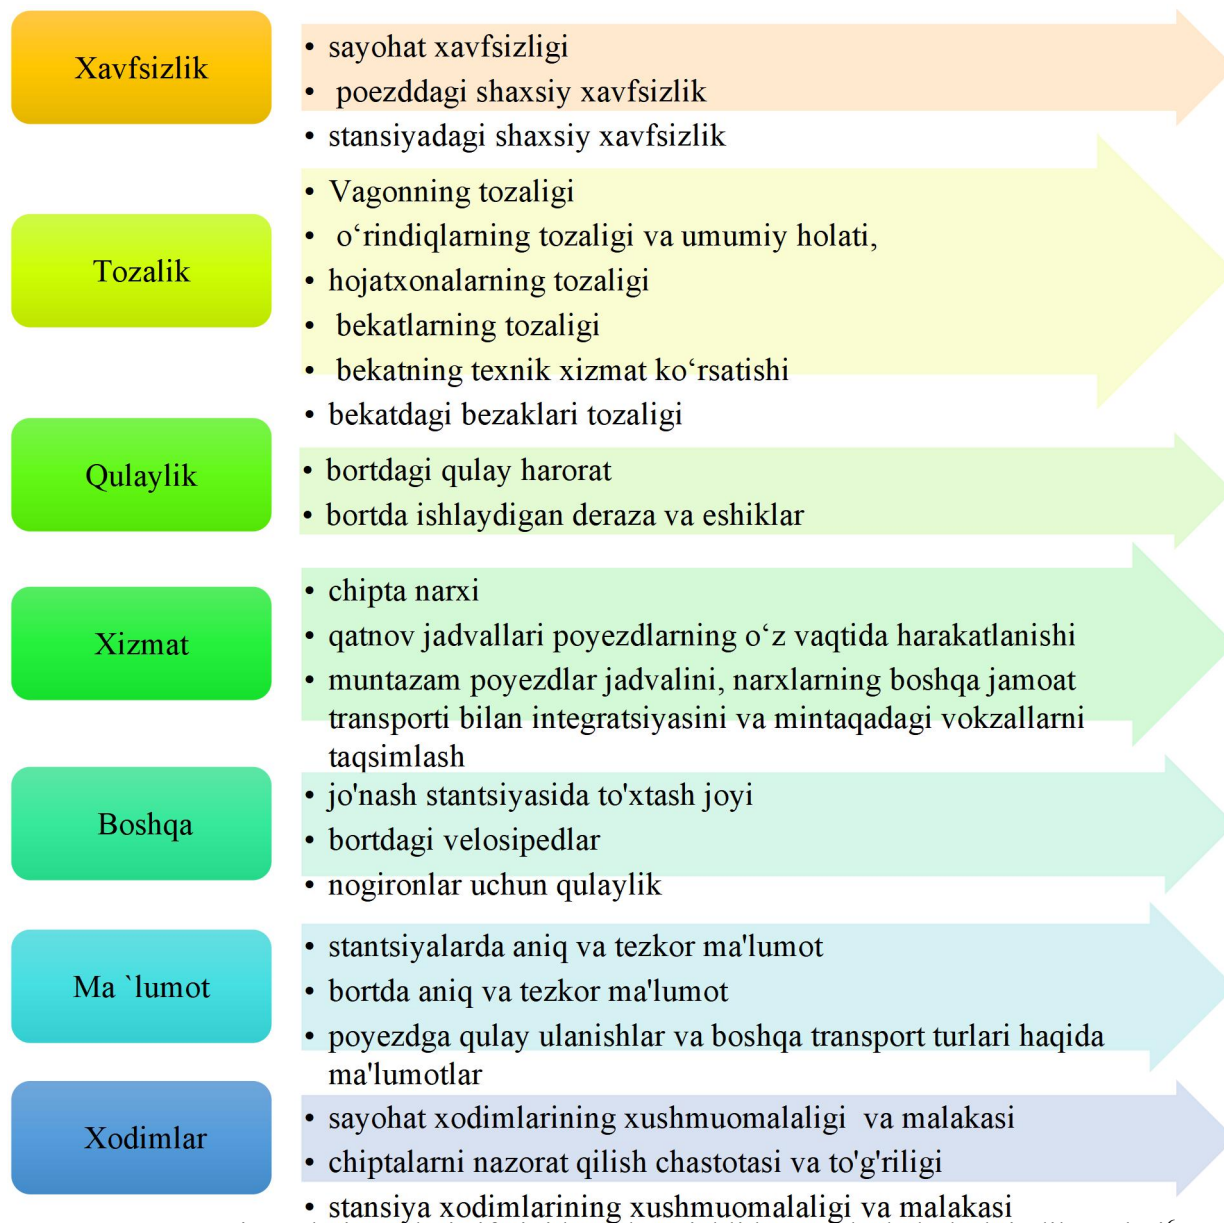 Xavfsizlik
• sayohat xavfsizligi
• poezddagi shaxsiy xavfsizlik
• stansiyadagi shaxsiy xavfsizlik
Tozalik
• Vagonning tozaligi
• o‘rindiqlarning tozaligi va umumiy holati,
• hojatxonalarning tozaligi
• bekatlarning tozaligi
• bekatning texnik xizmat ko‘rsatishi
• bekatdagi bezaklari tozaligi
Qulaylik
• bortdagi qulay harorat
• bortda ishlaydigan deraza va eshiklar
Xizmat
• chipta narxi
• qatnov jadvallari poyezdlarning o‘z vaqtida harakatlanishi
• muntazam poyezdlar jadvalini, narxlarning boshqa jamoat
transporti bilan integratsiyasini va mintaqadagi vokzallarni
taqsimlash
Boshqa
• jo'nash stantsiyasida to'xtash joyi
• bortdagi velosipedlar
• nogironlar uchun qulaylik
Ma `lumot
• stantsiyalarda aniq va tezkor ma'lumot
• bortda aniq va tezkor ma'lumot
• poyezdga qulay ulanishlar va boshqa transport turlari haqida
ma'lumotlar
Xodimlar
• sayohat xodimlarining xushmuomalaligi va malakasi
• chiptalarni nazorat qilish chastotasi va to'g'riligi
• stansiya xodimlarining xushmuomalaligi va malakasi